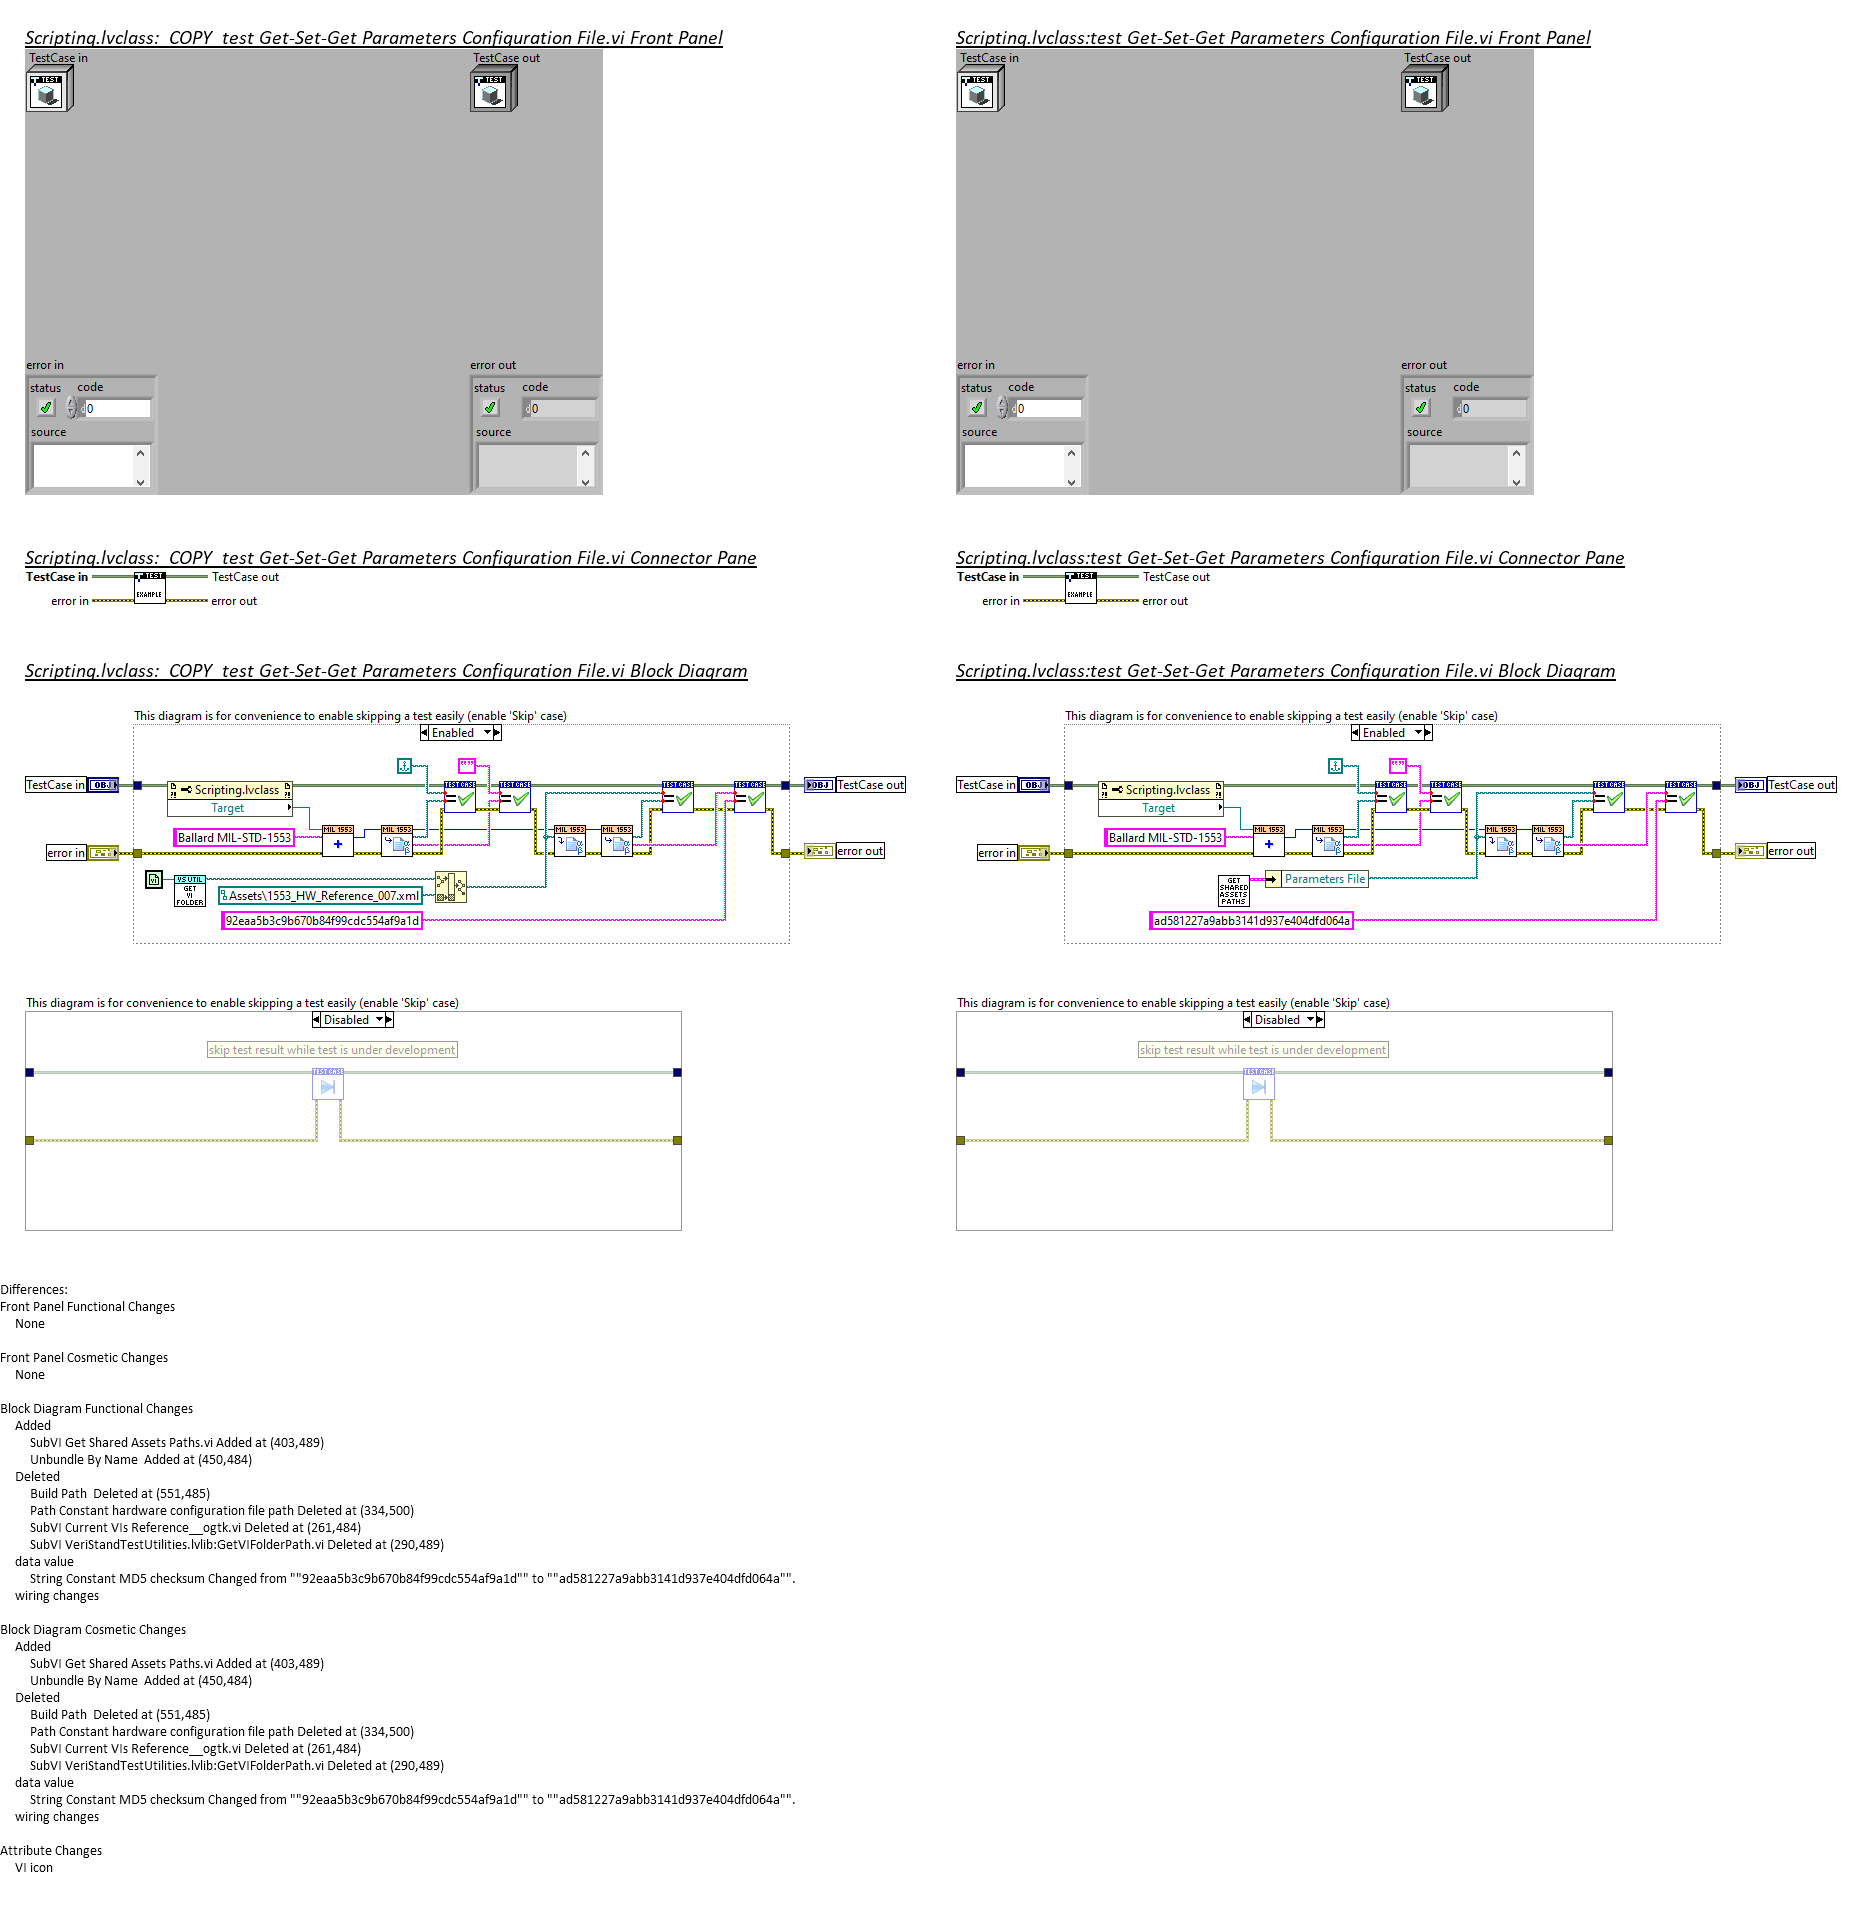 Scripting.lvclass:_COPY_test Get-Set-Get Parameters Configuration File.vi Front Panel
TestCase in
TEST
TestCase out
TEST
error in
status
code
d
0
source
error out
status
code
d
0
source
Scripting.lvclass:test Get-Set-Get Parameters Configuration File.vi Front Panel
TestCase in
TEST
TestCase out
TEST
error in
status
code
d
0
source
error out
status
code
d
0
source
Scripting.lvclass:_COPY_test Get-Set-Get Parameters Configuration File.vi Connector Pane
TestCase in
TEST
EXAMPLE
TestCase out
error in
error out
Scripting.lvclass:test Get-Set-Get Parameters Configuration File.vi Connector Pane
TestCase in
TEST
EXAMPLE
TestCase out
error in
error out
Scripting.lvclass:_COPY_test Get-Set-Get Parameters Configuration File.vi Block Diagram
This diagram is for convenience to enable skipping a test easily (enable 'Skip' case)
Enabled
TestCase in
OBJ
Scripting.lvclass
Target
TEST CASE
TEST CASE
TEST CASE
TEST CASE
OBJ
TestCase out
Ballard MIL-STD-1553
MIL 1553
MIL 1553
MIL 1553
MIL 1553
error in
error out
VI
VS UTIL
GET
VI
FOLDER
Assets\1553_HW_Reference_007.xml
92eaa5b3c9b670b84f99cdc554af9a1d
This diagram is for convenience to enable skipping a test easily (enable 'Skip' case)
Disabled
skip test result while test is under development
TEST CASE
Scripting.lvclass:test Get-Set-Get Parameters Configuration File.vi Block Diagram
This diagram is for convenience to enable skipping a test easily (enable 'Skip' case)
Enabled
TestCase in
OBJ
Scripting.lvclass
Target
TEST CASE
TEST CASE
TEST CASE
TEST CASE
OBJ
TestCase out
Ballard MIL-STD-1553
MIL 1553
MIL 1553
MIL 1553
MIL 1553
error in
error out
GET
SHARED
ASSETS
PATHS
Parameters File
ad581227a9abb3141d937e404dfd064a
This diagram is for convenience to enable skipping a test easily (enable 'Skip' case)
Disabled
skip test result while test is under development
TEST CASE
Differences:
Front Panel Functional Changes
None
Front Panel Cosmetic Changes
None
Block Diagram Functional Changes
Added
SubVI Get Shared Assets Paths.vi Added at (403,489)
Unbundle By Name  Added at (450,484)
Deleted
Build Path  Deleted at (551,485)
Path Constant hardware configuration file path Deleted at (334,500)
SubVI Current VIs Reference__ogtk.vi Deleted at (261,484)
SubVI VeriStandTestUtilities.lvlib:GetVIFolderPath.vi Deleted at (290,489)
data value
String Constant MD5 checksum Changed from ""92eaa5b3c9b670b84f99cdc554af9a1d"" to ""ad581227a9abb3141d937e404dfd064a"".
wiring changes
Block Diagram Cosmetic Changes
Added
SubVI Get Shared Assets Paths.vi Added at (403,489)
Unbundle By Name  Added at (450,484)
Deleted
Build Path  Deleted at (551,485)
Path Constant hardware configuration file path Deleted at (334,500)
SubVI Current VIs Reference__ogtk.vi Deleted at (261,484)
SubVI VeriStandTestUtilities.lvlib:GetVIFolderPath.vi Deleted at (290,489)
data value
String Constant MD5 checksum Changed from ""92eaa5b3c9b670b84f99cdc554af9a1d"" to ""ad581227a9abb3141d937e404dfd064a"".
wiring changes
Attribute Changes
VI icon